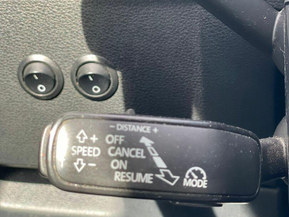 - DISTANCE +
+ OFF
SPEED CANCEL
- ON
RESUME MODE